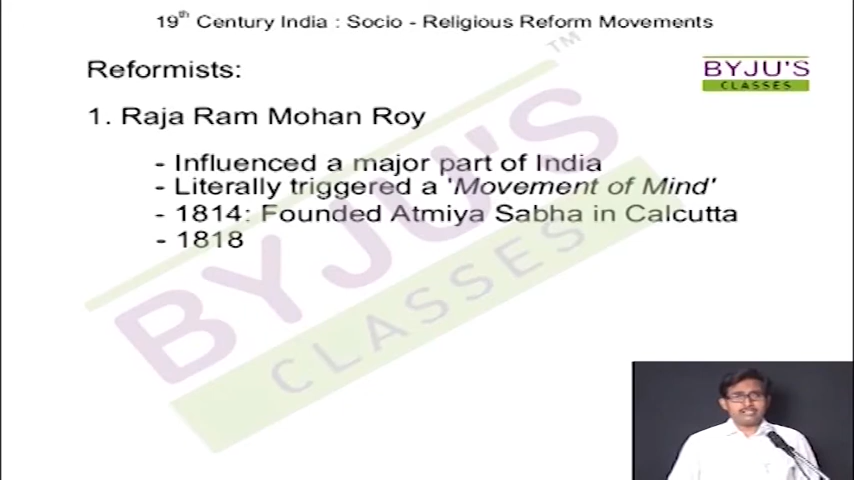 19th Century India : Socio - Religious Reform Movements
Reformists:
BYJU'S
CLASSES
1. Raja Ram Mohan Roy
- Influenced a major part of India
- Literally triggered a 'Movement of Mind'
- 1814: Founded Atmiya Sabha in Calcutta
- 1818
BYJU'S
CLASSES
TM